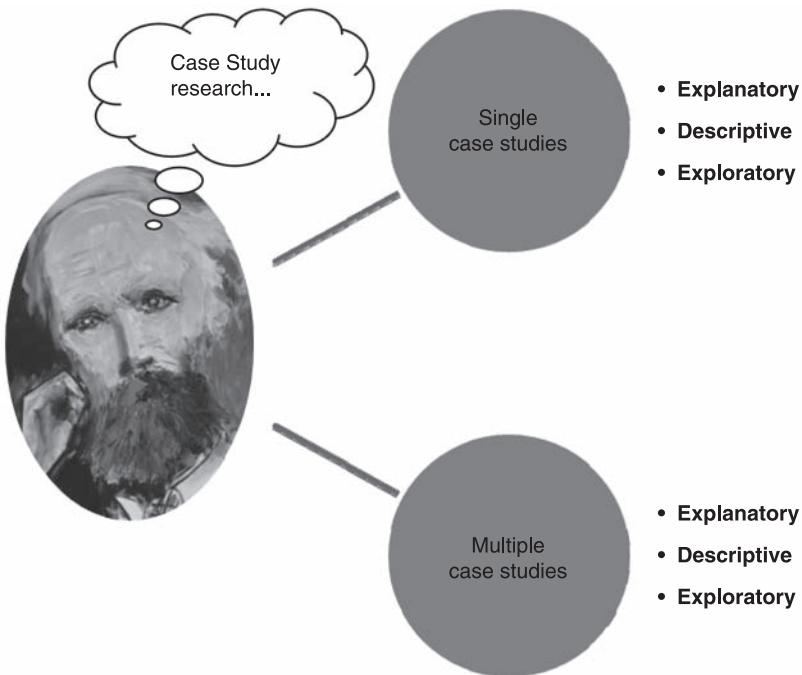 Case Study
research...
Single
case studies
• Explanatory
• Descriptive
• Exploratory
Multiple
case studies
• Explanatory
• Descriptive
• Exploratory